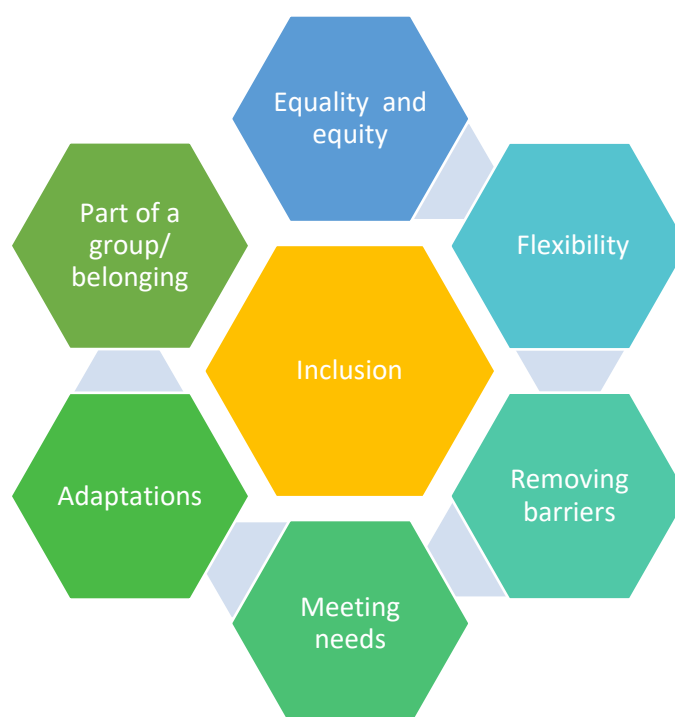 Equality  and
equity
Part of a
group/
belonging
Flexibility
Inclusion
Adaptations
Removing
barriers
Meeting
needs